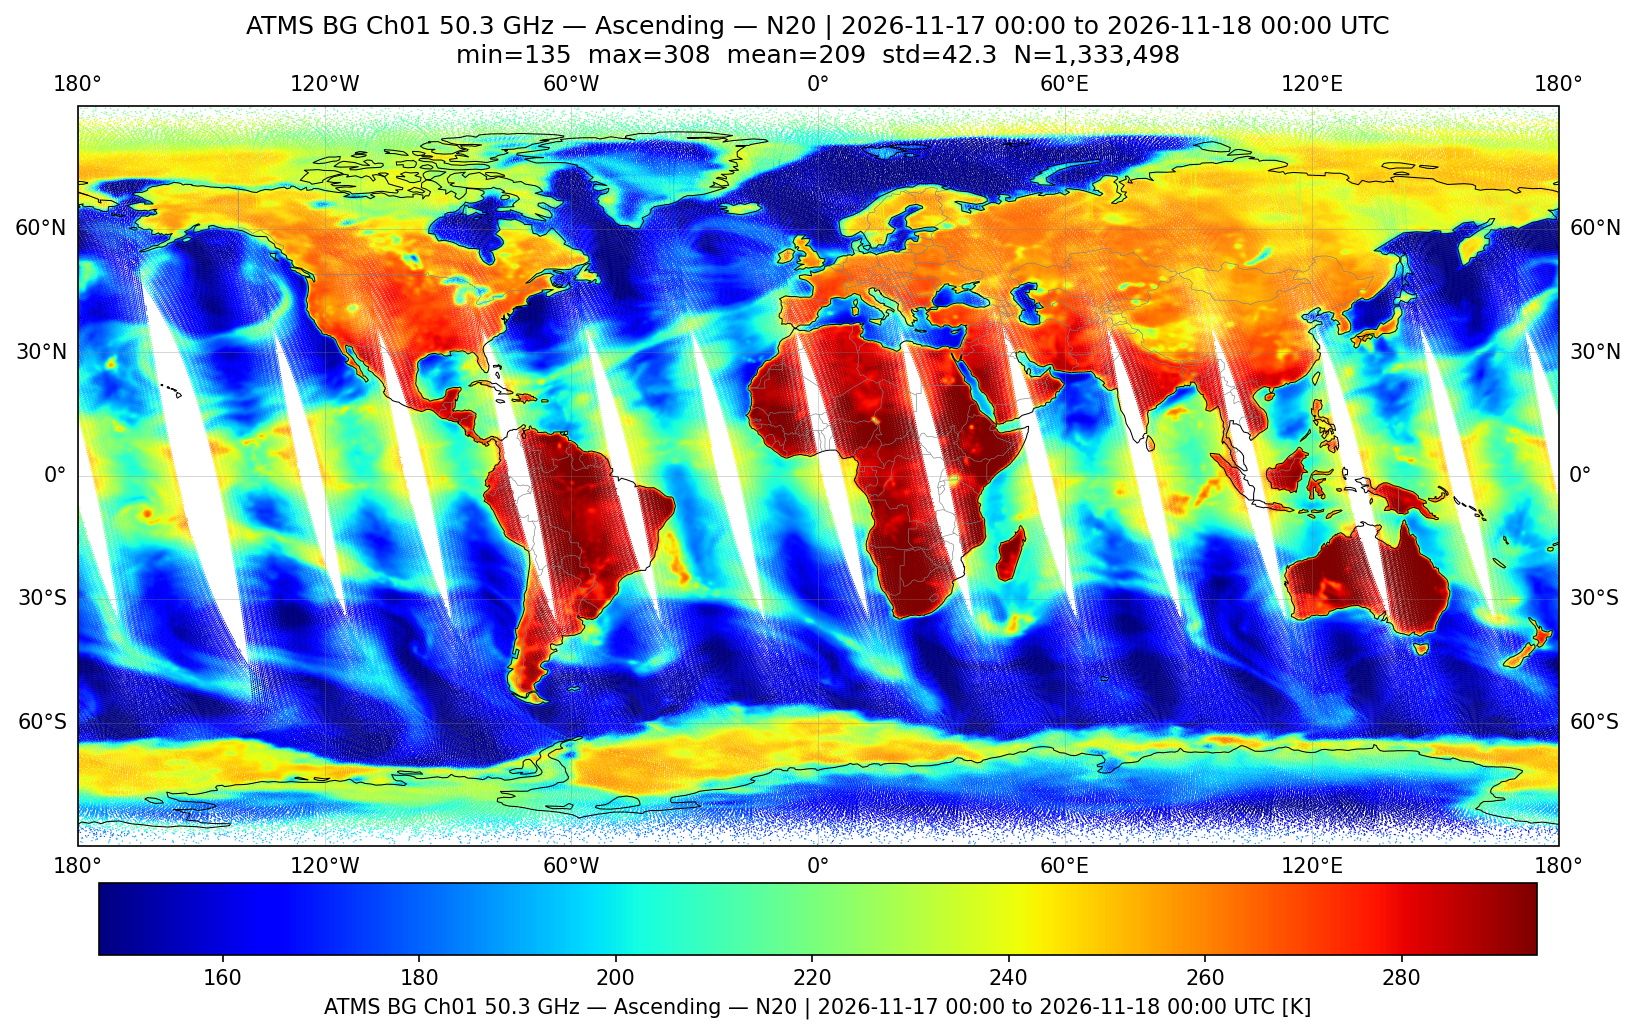 ATMS BG Ch01 50.3 GHz — Ascending — N20 | 2026-11-17 00:00 to 2026-11-18 00:00 UTC
min=135 max=308 mean=209 std=42.3 N=1,333,498
180° 120°W 60°W 0° 60°E 120°E 180°
60°N 60°N
30°N 30°N
0° 0°
30°S 30°S
60°S 60°S
180° 120°W 60°W 0° 60°E 120°E 180°
160 180 200 220 240 260 280
ATMS BG Ch01 50.3 GHz — Ascending — N20 | 2026-11-17 00:00 to 2026-11-18 00:00 UTC [K]